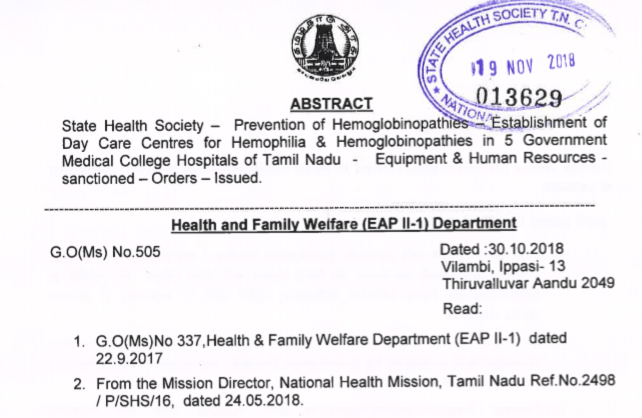 STATE HEALTH SOCIETY T.N.
19 NOV 2018
013629
NATIONAL
ABSTRACT
State Health Society – Prevention of Hemoglobinopathies – Establishment of
Day Care Centres for Hemophilia & Hemoglobinopathies in 5 Government
Medical College Hospitals of Tamil Nadu - Equipment & Human Resources -
sanctioned – Orders – Issued.
Health and Family Welfare (EAP II-1) Department
G.O(Ms) No.505
Dated :30.10.2018
Vilambi, Ippasi- 13
Thiruvalluvar Aandu 2049
Read:
1. G.O(Ms)No 337,Health & Family Welfare Department (EAP II-1) dated
22.9.2017
2. From the Mission Director, National Health Mission, Tamil Nadu Ref.No.2498
/ P/SHS/16, dated 24.05.2018.